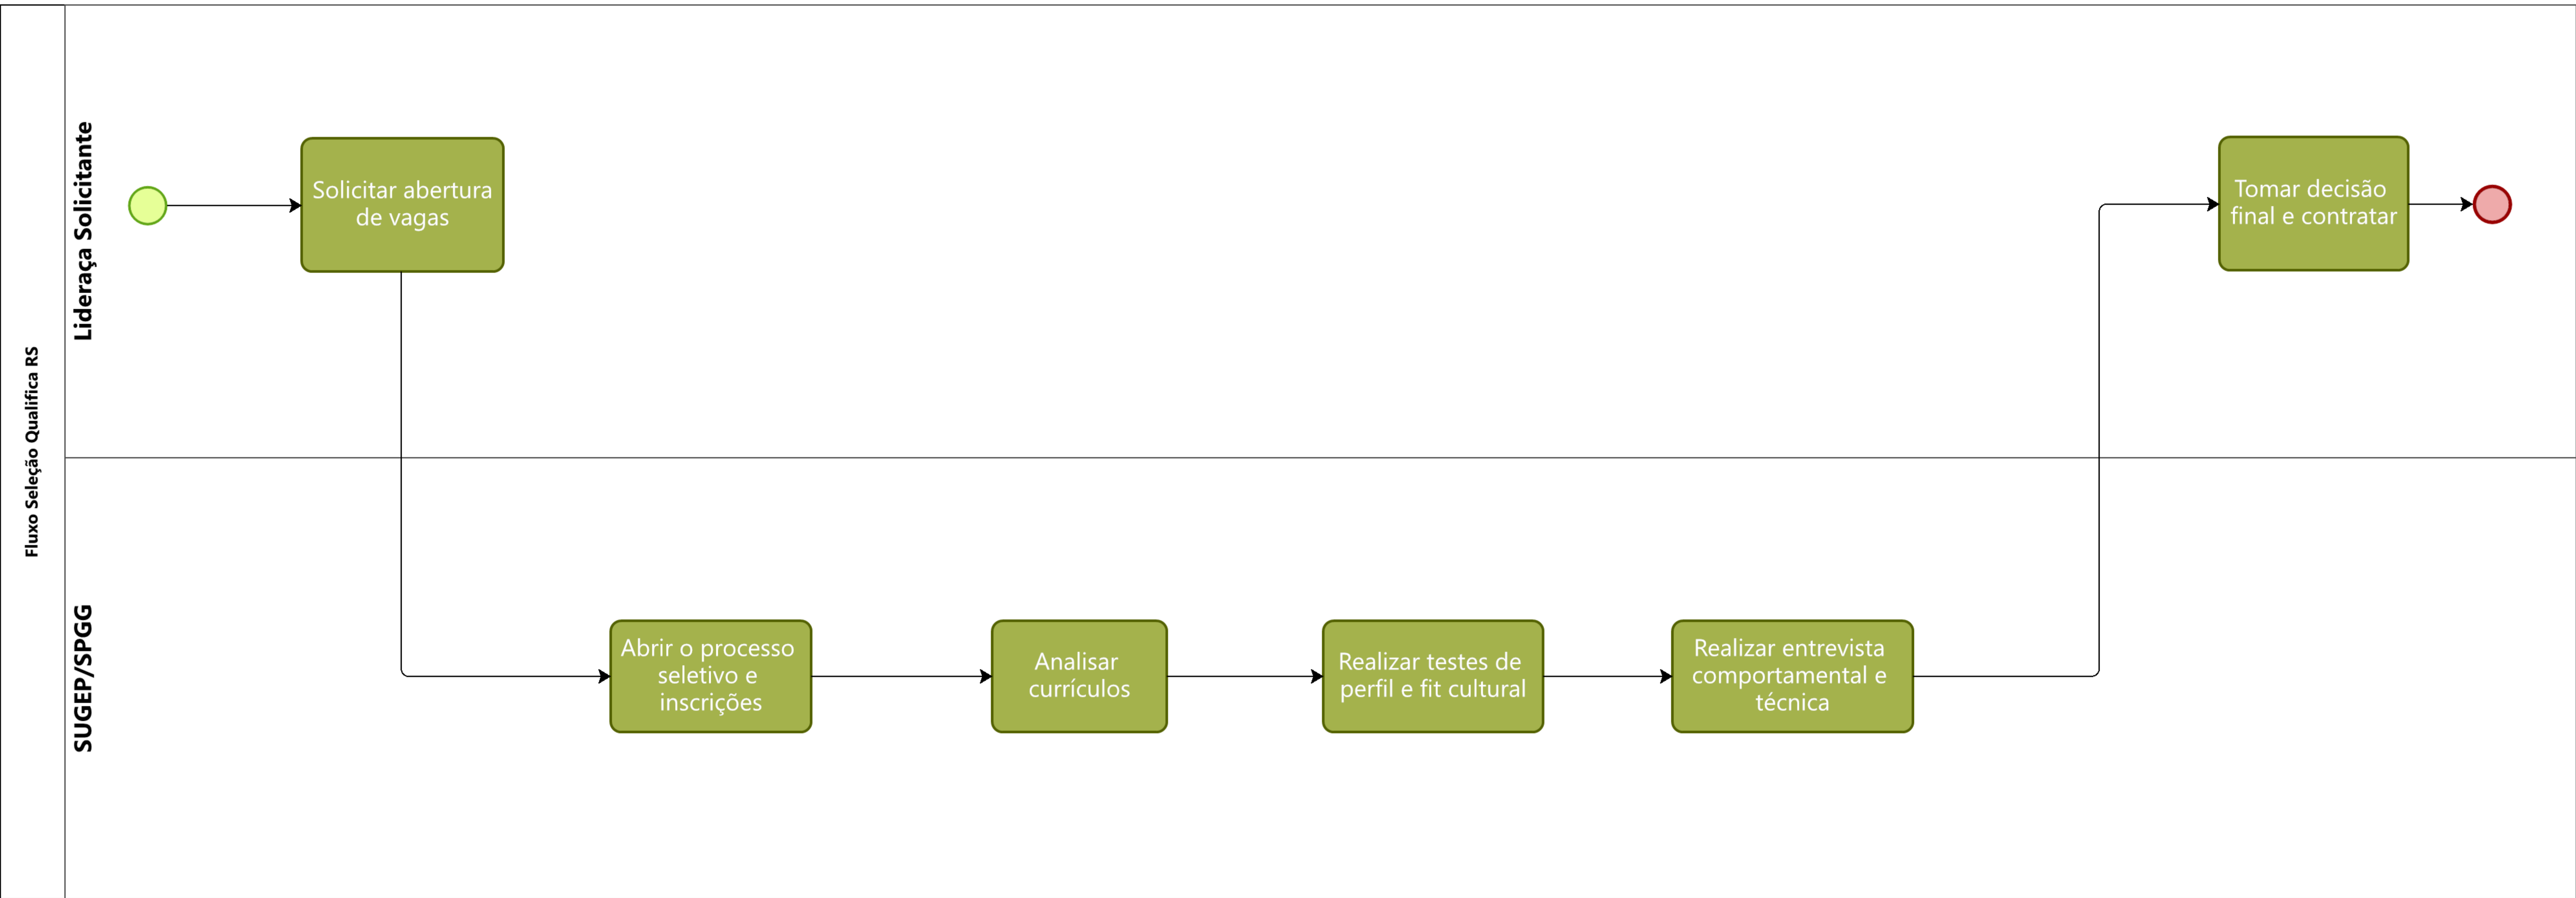 Fluxo Seleção Qualifica RS
Lideraça Solicitante
Solicitar abertura
de vagas
Tomar decisão
final e contratar
SUGEP/SPGG
Abrir o processo
seletivo e
inscrições
Analisar
currículos
Realizar testes de
perfil e fit cultural
Realizar entrevista
comportamental e
técnica